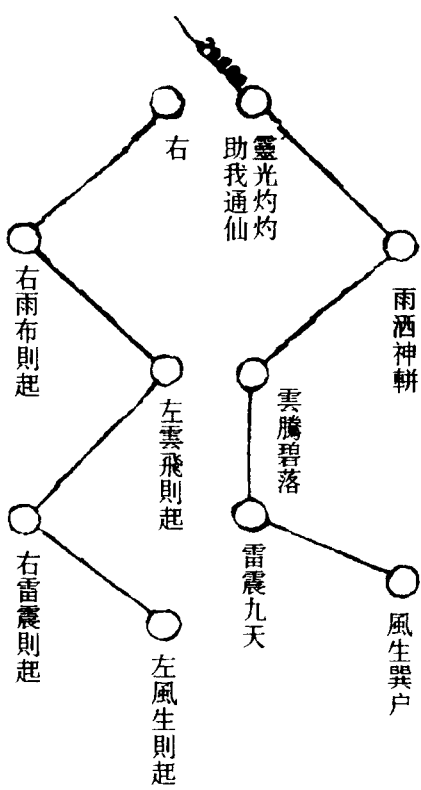 靈光灼灼
助我通仙
雨洒神軿
雲騰碧落
雷震九天
風生巽户
右
右雨布則起
左雲飛則起
右雷震則起
左風生則起